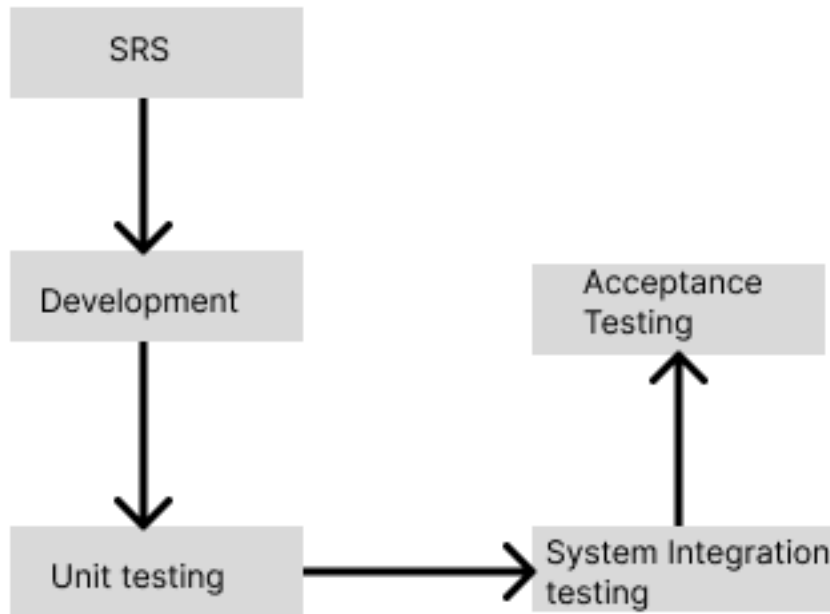 SRS
Development
Unit testing
System Integration
testing
Acceptance
Testing